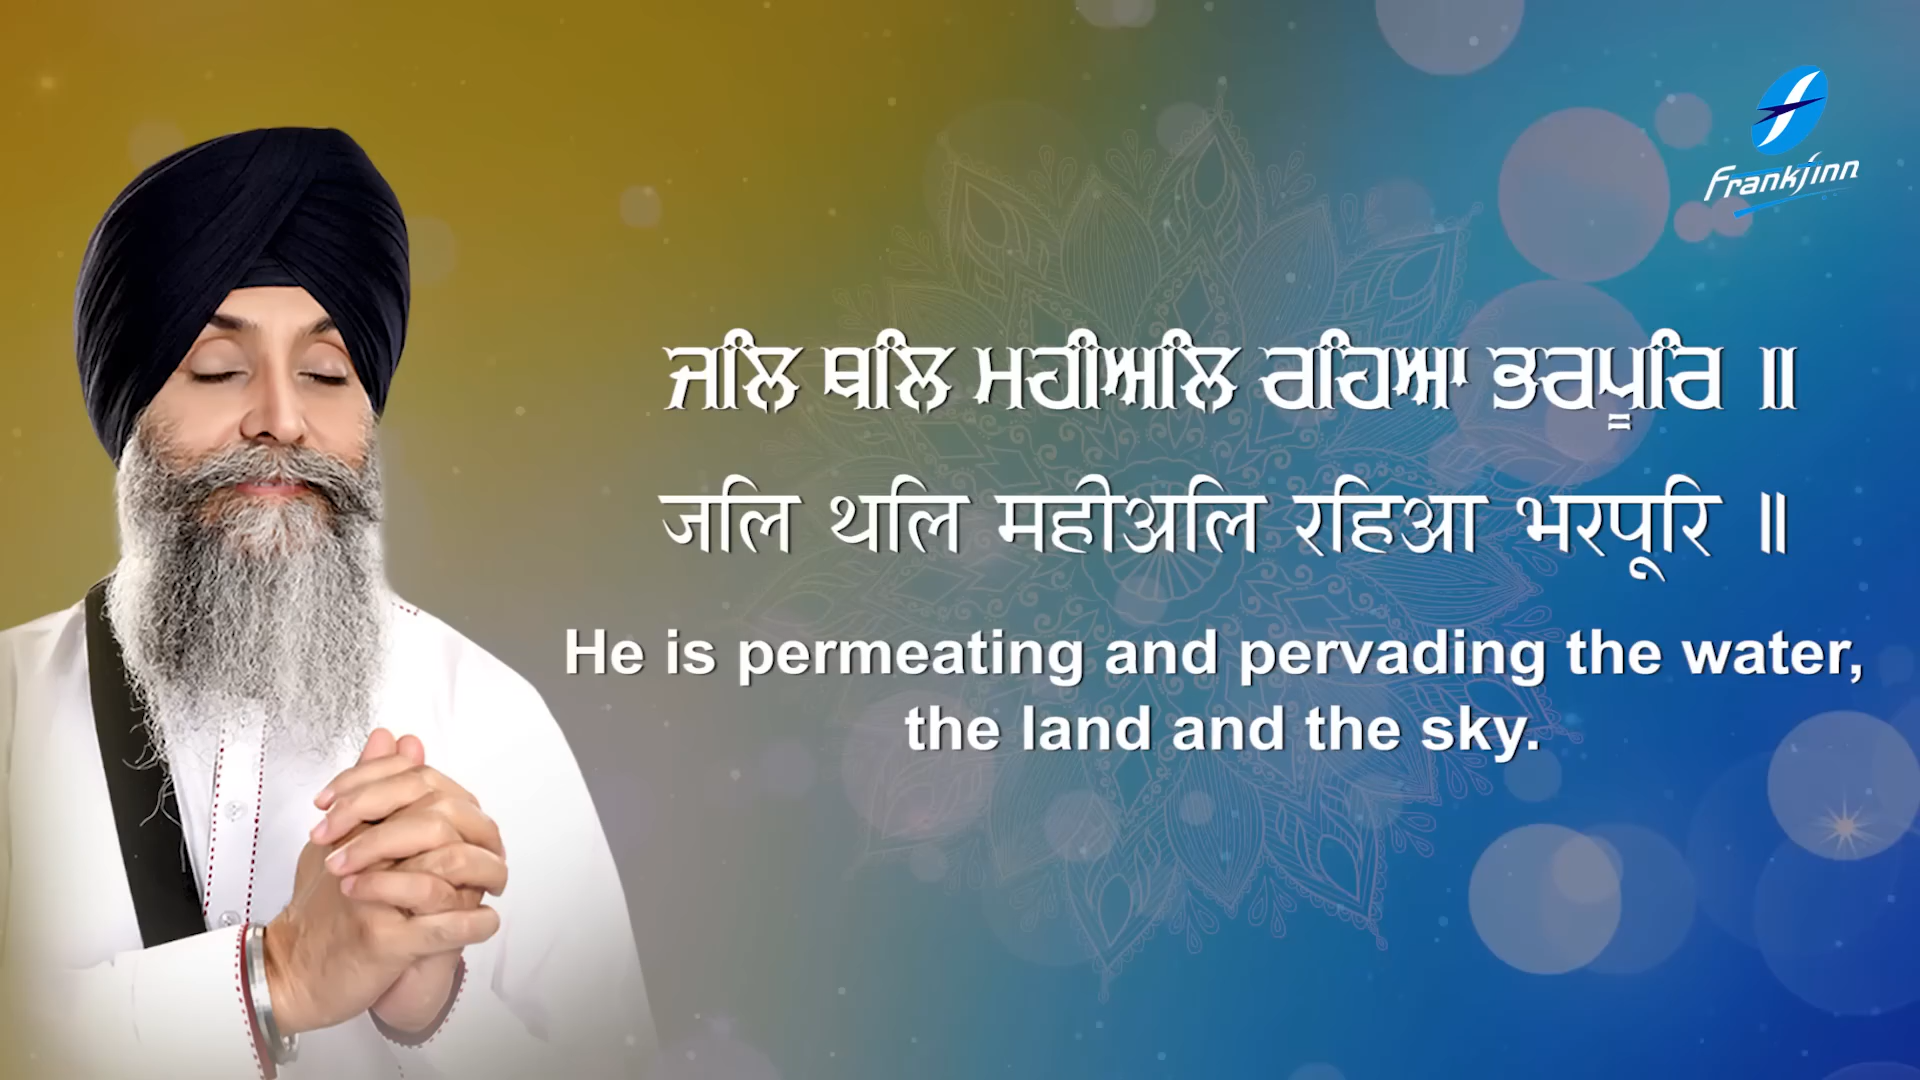 Frankfinn
ਜਲਿ ਥਲਿ ਮਹੀਅਲਿ ਰਹਿਆ ਭਰਪੂਰਿ ॥
जलि थलि महीअलि रहिआ भरपूरि ॥
He is permeating and pervading the water,
the land and the sky.